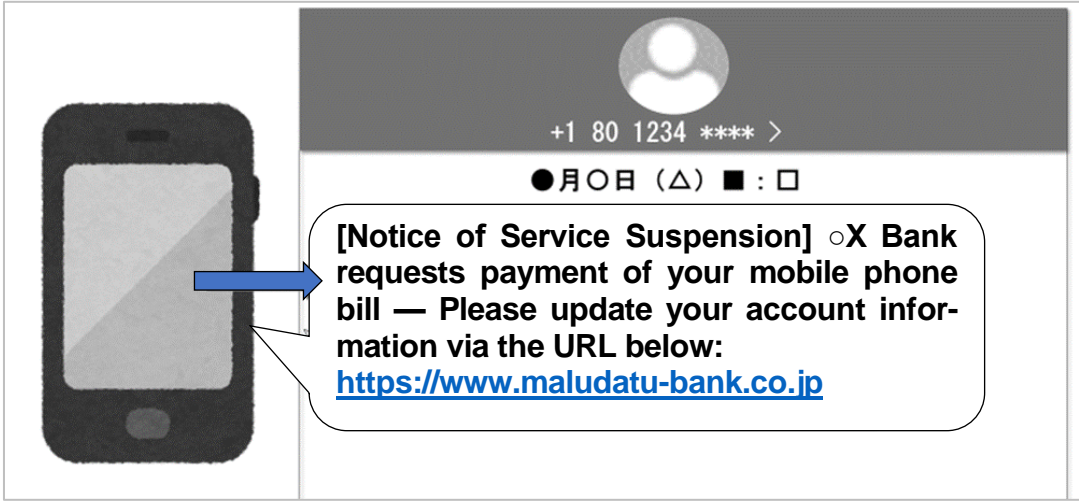 +1 80 1234 **** >
●月○日 (△) ■:□
[Notice of Service Suspension] ○X Bank
requests payment of your mobile phone
bill — Please update your account infor-
mation via the URL below:
https://www.maludatu-bank.co.jp